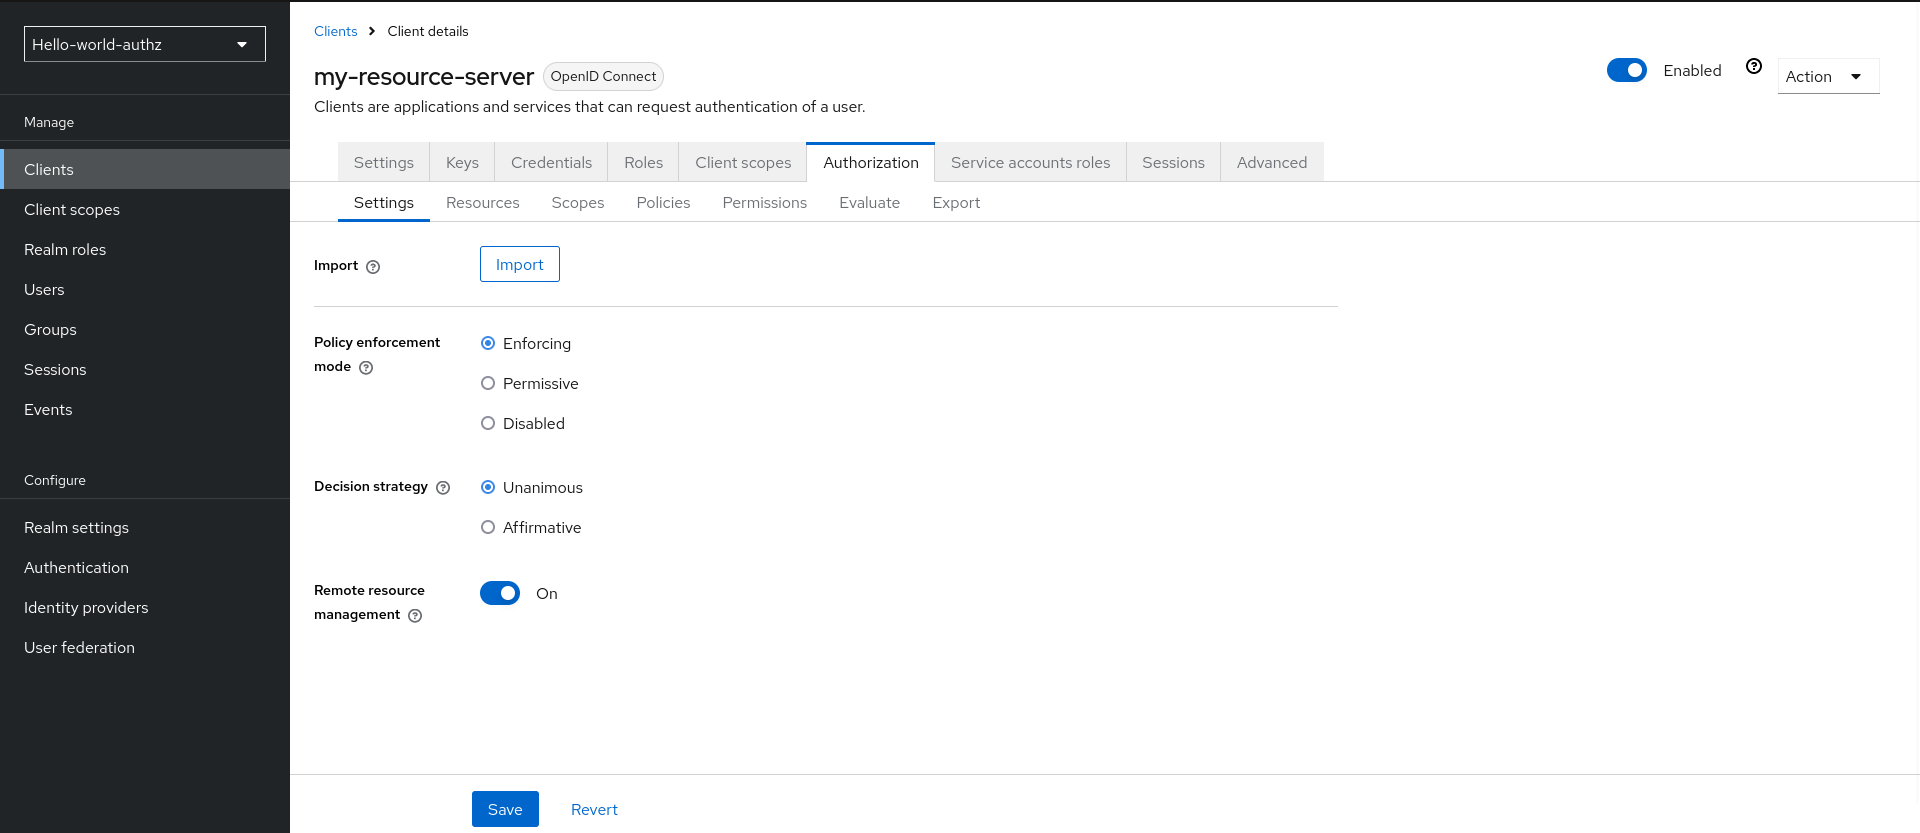 Hello-world-authz
Manage
Clients
Client scopes
Realm roles
Users
Groups
Sessions
Events
Configure
Realm settings
Authentication
Identity providers
User federation
Clients Client details
my-resource-server OpenID Connect
Enabled Action
Clients are applications and services that can request authentication of a user.
Settings Keys Credentials Roles Client scopes Authorization Service accounts roles Sessions Advanced
Settings Resources Scopes Policies Permissions Evaluate Export
Import Import
Policy enforcement
mode
Enforcing
Permissive
Disabled
Decision strategy
Unanimous
Affirmative
Remote resource
management
On
Save Revert